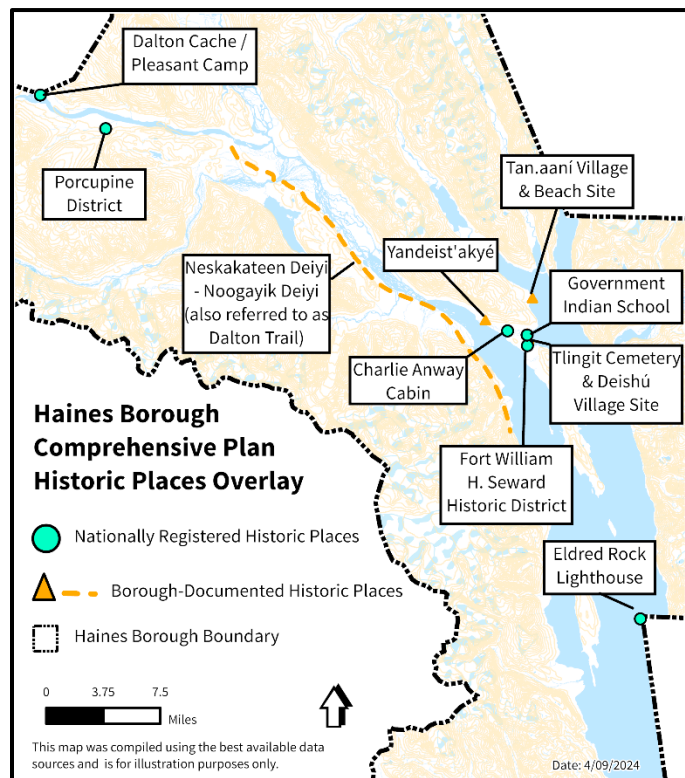 Dalton Cache /
Pleasant Camp
Porcupine
District
Tan.aaní Village
& Beach Site
Yandeist'akyé
Neskakateen Deiyi
- Noogayik Deiyi
(also referred to as
Dalton Trail)
Government
Indian School
Charlie Anway
Cabin
Tlingit Cemetery
& Deishú
Village Site
Fort William
H. Seward
Historic District
Eldred Rock
Lighthouse
Haines Borough
Comprehensive Plan
Historic Places Overlay
Nationally Registered Historic Places
Borough-Documented Historic Places
Haines Borough Boundary
0 3.75 7.5
Miles
This map was compiled using the best available data
sources and is for illustration purposes only.
Date: 4/09/2024